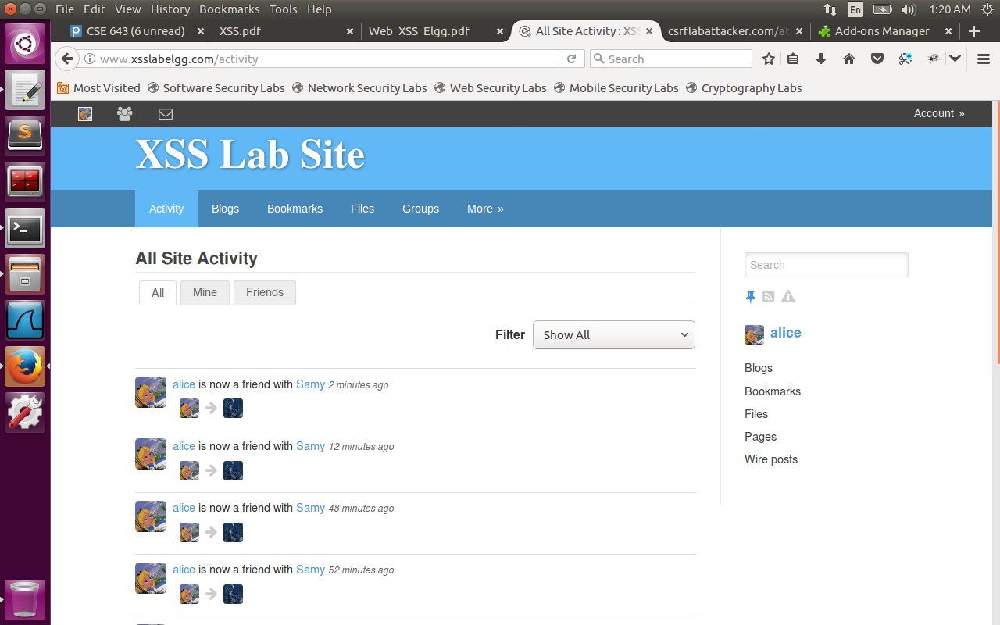 File Edit View History Bookmarks Tools Help
En
1:20 AM
CSE 643 (6 unread)
XSS.pdf
Web_XSS_Elgg.pdf
All Site Activity : XSS
csrflabattacker.com/at
Add-ons Manager
www.xsslabelgg.com/activity
Search
Most Visited
Software Security Labs
Network Security Labs
Web Security Labs
Mobile Security Labs
Cryptography Labs
Account »
XSS Lab Site
Activity
Blogs
Bookmarks
Files
Groups
More »
All Site Activity
All
Mine
Friends
Filter
Show All
alice is now a friend with Samy 2 minutes ago
alice is now a friend with Samy 12 minutes ago
alice is now a friend with Samy 48 minutes ago
alice is now a friend with Samy 52 minutes ago
Search
alice
Blogs
Bookmarks
Files
Pages
Wire posts